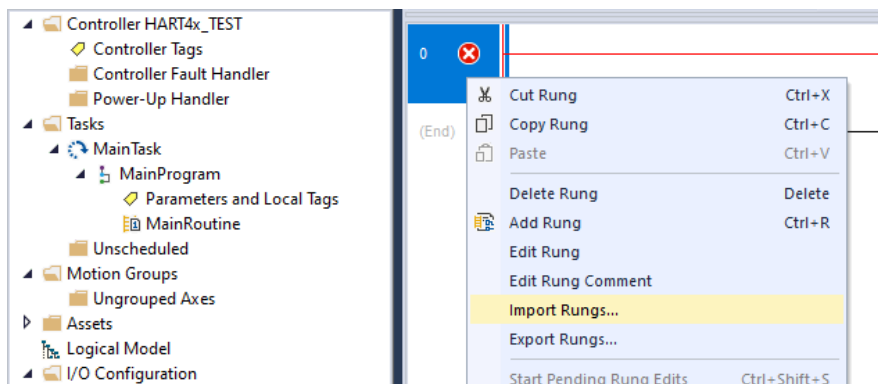 Controller HART4x_TEST
Controller Tags
Controller Fault Handler
Power-Up Handler
Tasks
MainTask
MainProgram
Parameters and Local Tags
MainRoutine
Unscheduled
Motion Groups
Ungrouped Axes
Assets
Logical Model
I/O Configuration
0
(End)
Cut Rung Ctrl+X
Copy Rung Ctrl+C
Paste Ctrl+V
Delete Rung Delete
Add Rung Ctrl+R
Edit Rung
Edit Rung Comment
Import Rungs...
Export Rungs...
Start Pending Rung Edits Ctrl+Shift+S